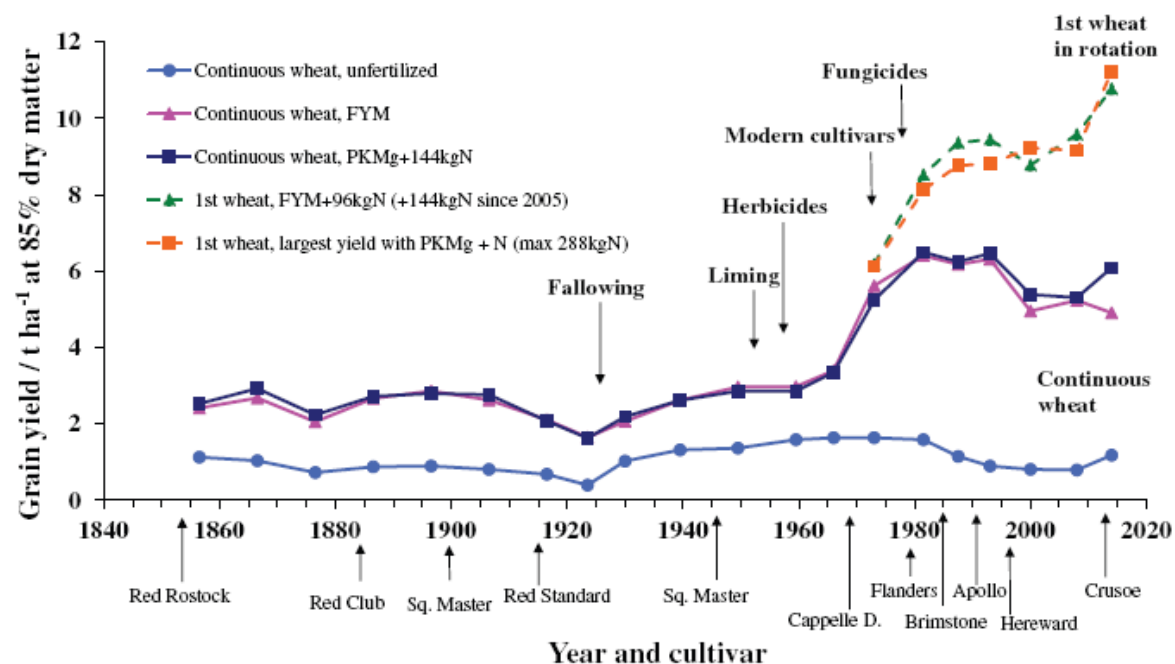 Grain yield / t ha-1 at 85% dry matter
12
10
8
6
4
2
0
Continuous wheat, unfertilized
Continuous wheat, FYM
Continuous wheat, PKMg+144kgN
1st wheat, FYM+96kgN (+144kgN since 2005)
1st wheat, largest yield with PKMg + N (max 288kgN)
Fallowing
Liming
Herbicides
Modern cultivars
Fungicides
1st wheat
in rotation
Continuous
wheat
1840 1860 1880 1900 1920 1940 1960 1980 2000 2020
Red Rostock
Red Club
Sq. Master
Red Standard
Sq. Master
Cappelle D.
Flanders
Brimstone
Apollo
Hereward
Crusoe
Year and cultivar